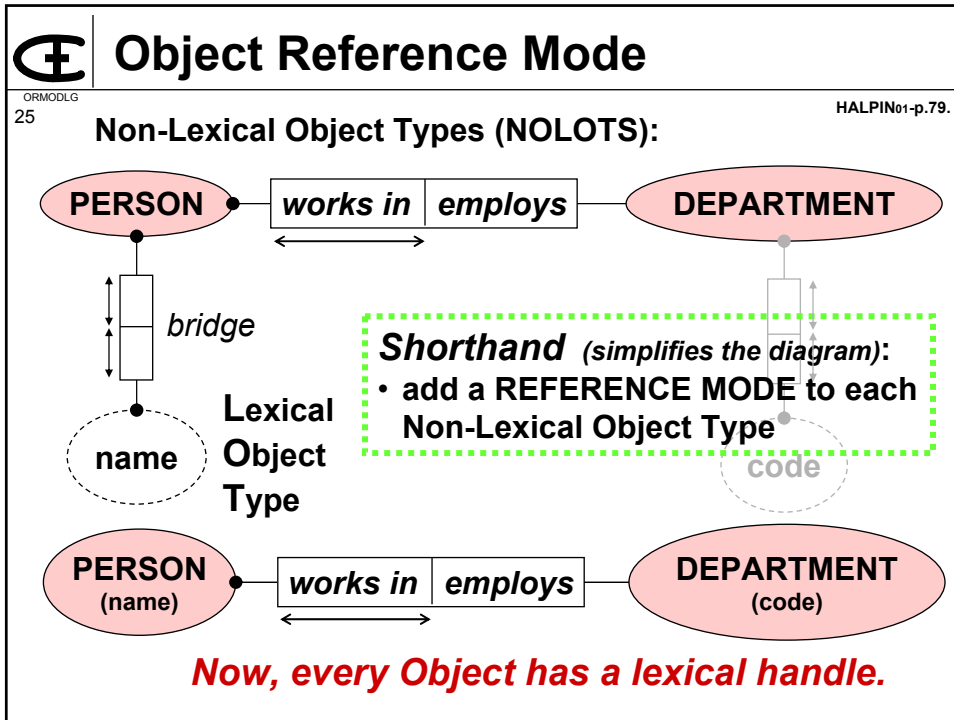 Object Reference Mode
ORMODLG
25
HALPIN01-p.79.
Non-Lexical Object Types (NOLOTS):
PERSON
works in
employs
DEPARTMENT
bridge
Shorthand (simplifies the diagram):
• add a REFERENCE MODE to each
Non-Lexical Object Type
name
Lexical
Object
Type
code
PERSON
(name)
works in
employs
DEPARTMENT
(code)
Now, every Object has a lexical handle.